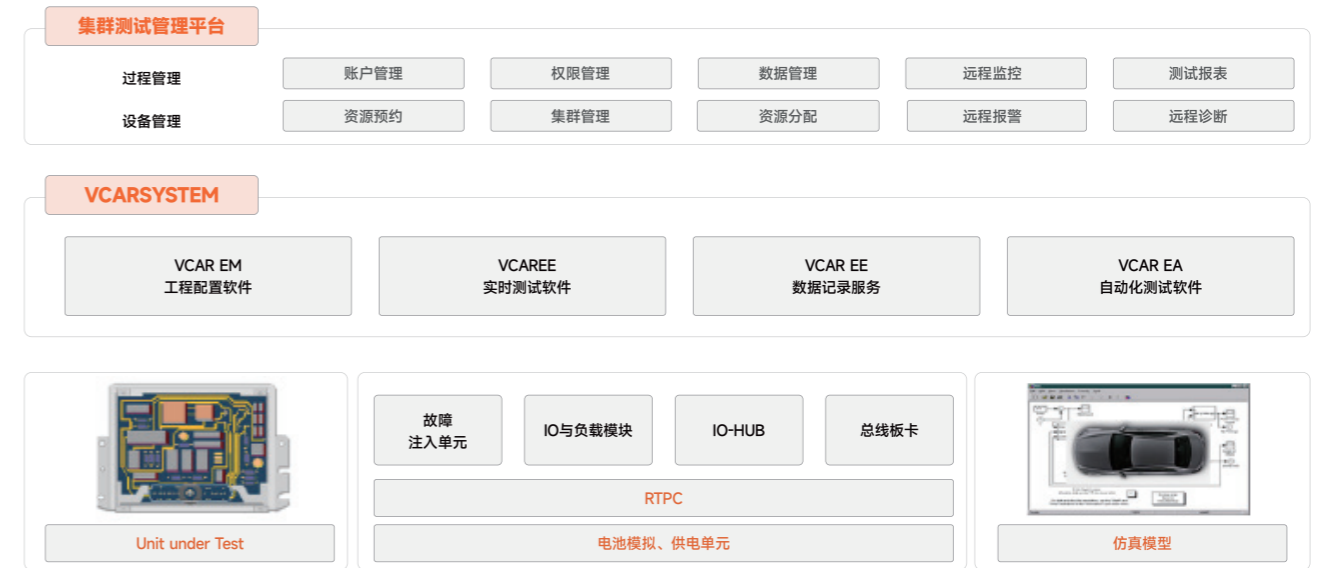 集群测试管理平台
过程管理
账户管理
权限管理
数据管理
远程监控
测试报表
设备管理
资源预约
集群管理
资源分配
远程报警
远程诊断
VCARSYSTEM
VCAR EM
工程配置软件
VCAREE
实时测试软件
VCAR EE
数据记录服务
VCAR EA
自动化测试软件
故障
注入单元
IO与负载模块
IO-HUB
总线板卡
RTPC
Unit under Test
电池模拟、供电单元
仿真模型